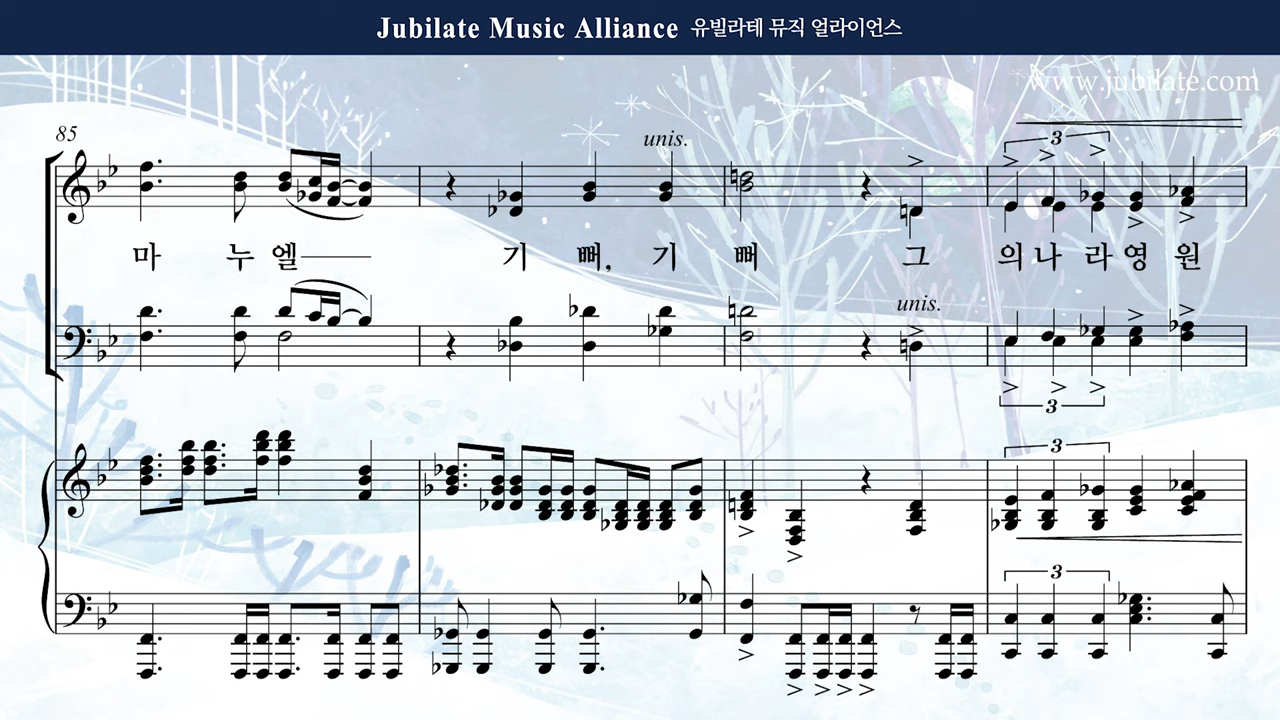 Jubilate Music Alliance 유빌라테 뮤직 얼라이언스
www.jubilate.com
85
unis.
3
마 누 엘 기 뻐, 기 뻐 그 의 나 라 영 원
unis.
3
3
3